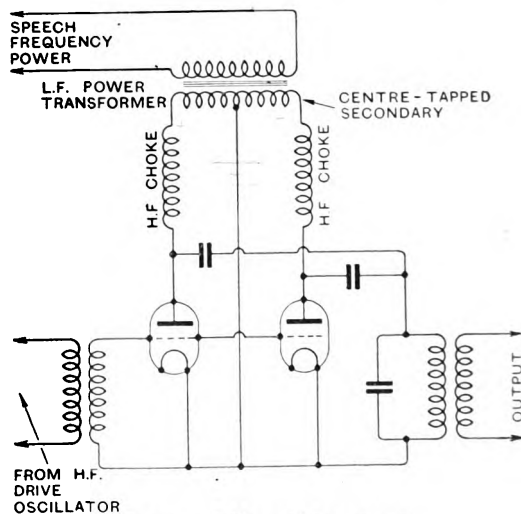 SPEECH
FREQUENCY
POWER
L.F. POWER
TRANSFORMER
CENTRE-TAPPED
SECONDARY
H.F CHOKE
H.F CHOKE
OUTPUT
FROM H.F.
DRIVE
OSCILLATOR